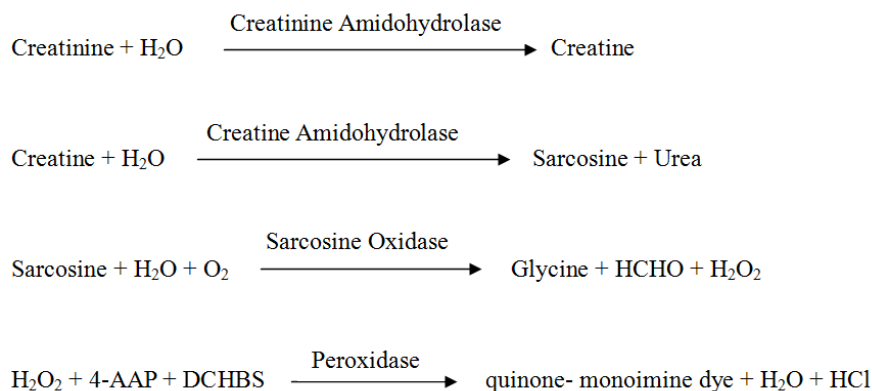 Creatinine Amidohydrolase
Creatinine + H₂O Creatine
Creatine Amidohydrolase
Creatine + H₂O Sarcosine + Urea
Sarcosine Oxidase
Sarcosine + H₂O + O₂ Glycine + HCHO + H₂O₂
Peroxidase
H₂O₂ + 4-AAP + DCHBS quinone- monoimine dye + H₂O + HCl